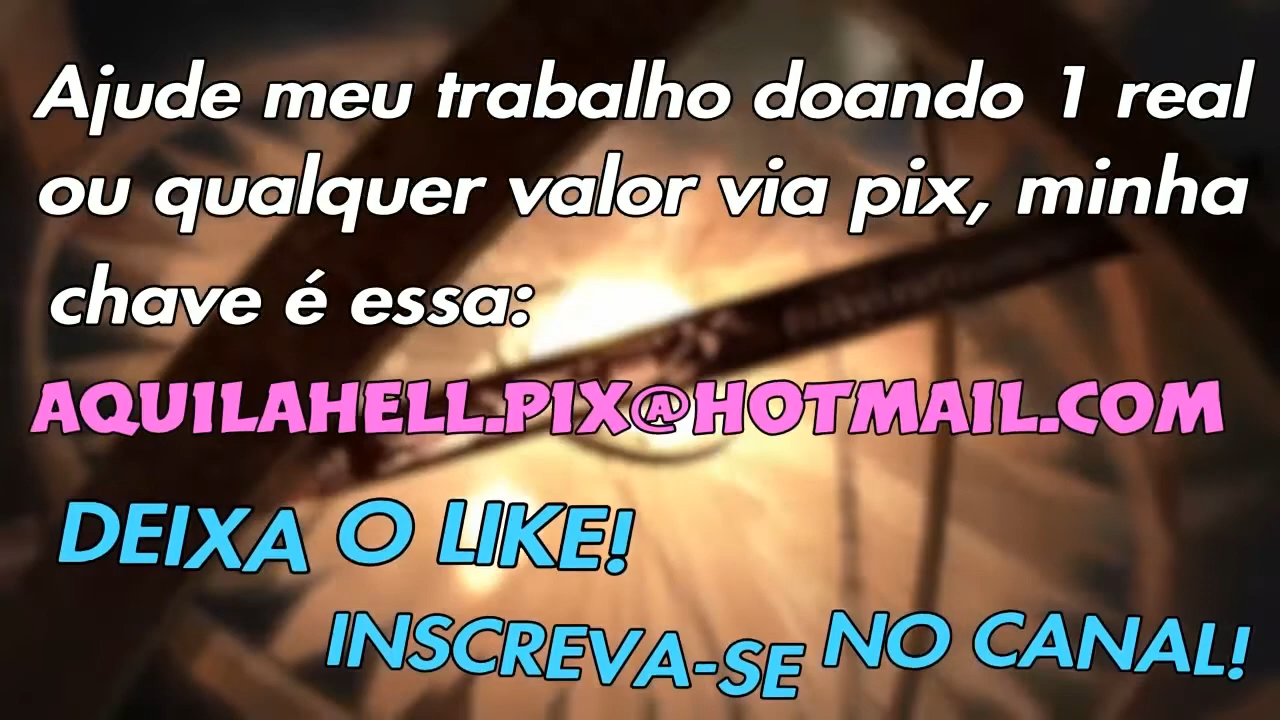 Ajude meu trabalho doando 1 real
ou qualquer valor via pix, minha
chave é essa:
AQUILAHELL.PIX@HOTMAIL.COM
DEIXA O LIKE!
INSCREVA-SE NO CANAL!